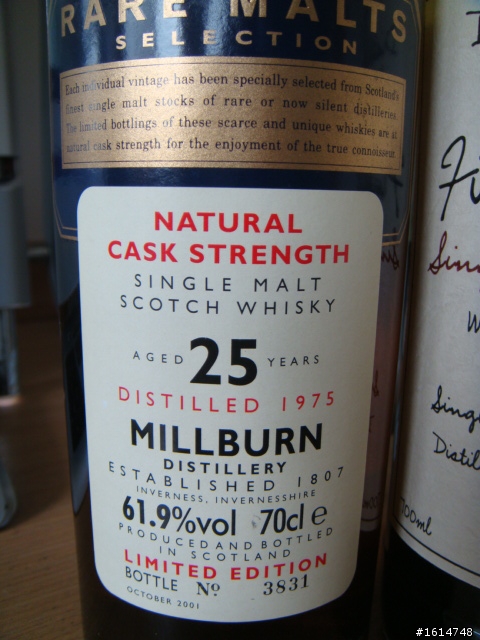 RARE MALTS
SELECTION
Each individual vintage has been specially selected from Scotland's
finest single malt stocks of rare or now silent distilleries.
The limited bottlings of these scarce and unique whiskies are at
natural cask strength for the enjoyment of the true connoisseur.
NATURAL
CASK STRENGTH
SINGLE MALT
SCOTCH WHISKY
AGED 25 YEARS
DISTILLED 1975
MILLBURN
DISTILLERY
ESTABLISHED 1807
INVERNESS, INVERNESSHIRE
61.9%vol 70cl e
PRODUCED AND BOTTLED
IN SCOTLAND
LIMITED EDITION
BOTTLE Nº 3831
OCTOBER 2001
700ml
#1614748